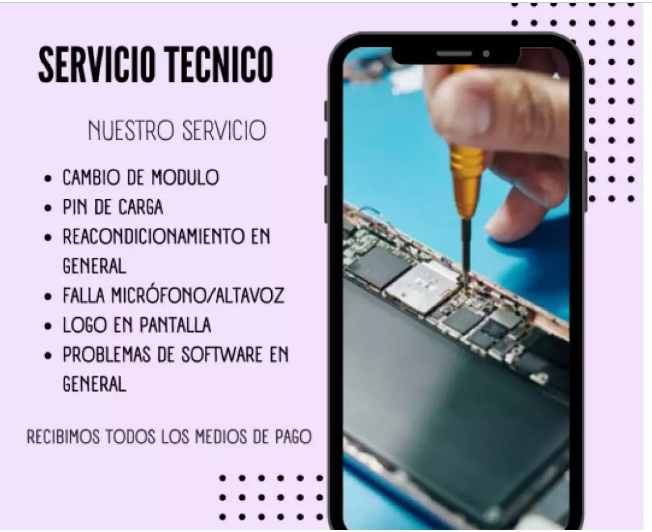 SERVICIO TECNICO
NUESTRO SERVICIO
• CAMBIO DE MODULO
• PIN DE CARGA
• REACONDICIONAMIENTO EN
GENERAL
• FALLA MICRÓFONO/ALTAVOZ
• LOGO EN PANTALLA
• PROBLEMAS DE SOFTWARE EN
GENERAL
RECIBIMOS TODOS LOS MEDIOS DE PAGO